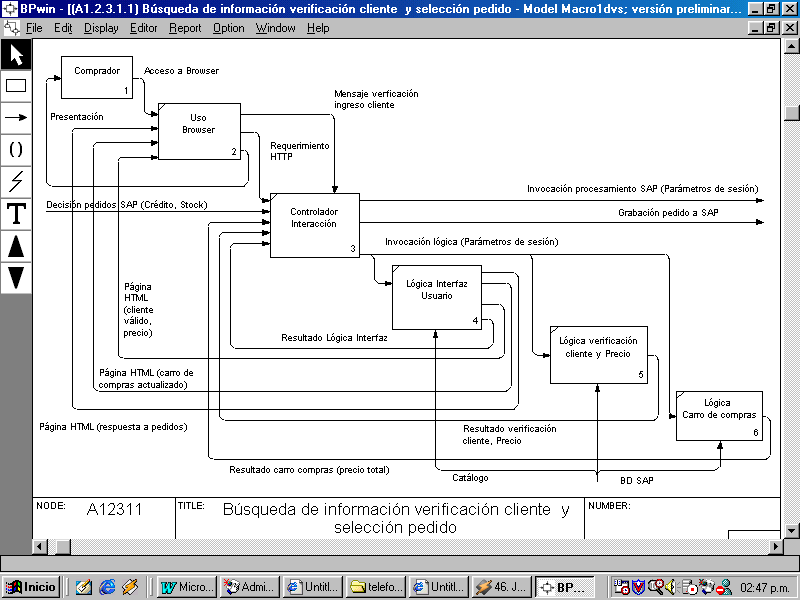 BPwin - [(A1.2.3.1.1) Búsqueda de información verificación cliente y selección pedido - Model Macro1dvs; versión preliminar...
File Edit Display Editor Report Option Window Help
Comprador
1
Acceso a Browser
Presentación
Uso
Browser
2
Mensaje verficación
ingreso cliente
Requerimiento
HTTP
Decisión pedidos SAP (Crédito, Stock)
Controlador
Interacción
3
Invocación procesamiento SAP (Parámetros de sesión)
Grabación pedido a SAP
Invocación lógica (Parámetros de sesión)
Página
HTML
(cliente
válido,
precio)
Lógica Interfaz
Usuario
4
Resultado Lógica Interfaz
Lógica verificación
cliente y Precio
5
Página HTML (carro de
compras actualizado)
Lógica
Carro de compras
6
Página HTML (respuesta a pedidos)
Resultado verificación
cliente, Precio
Resultado carro compras (precio total)
Catálogo
BD SAP
NODE:
A12311
TITLE:
Búsqueda de información verificación cliente y
selección pedido
NUMBER:
Inicio
Micro...
Admi...
Untitl...
telefo...
Untitl...
46. J...
BP...
02:47 p.m.